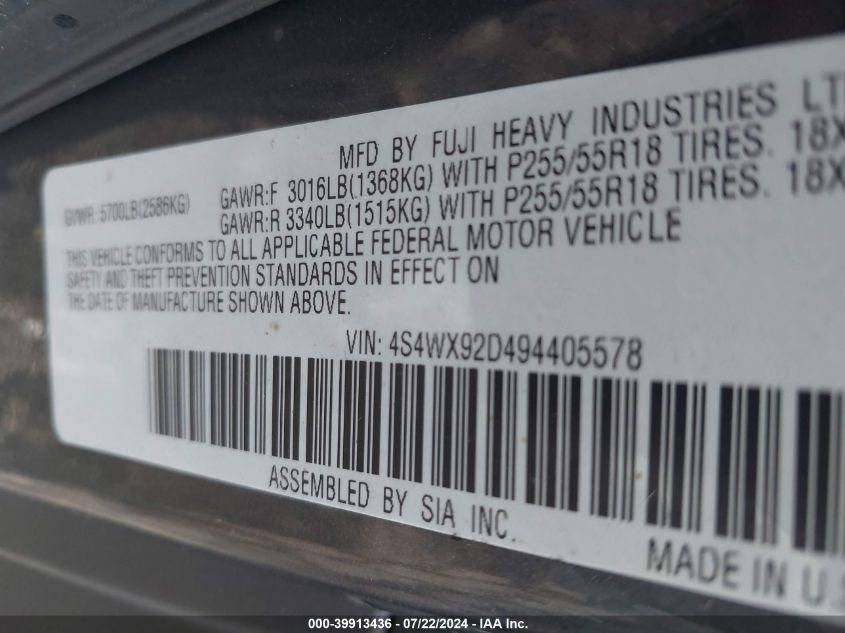 MFD BY FUJI HEAVY INDUSTRIES LT
GVWR: 5700LB(2586KG) GAWR:F 3016LB(1368KG) WITH P255/55R18 TIRES. 18X
GAWR:R 3340LB(1515KG) WITH P255/55R18 TIRES. 18X
THIS VEHICLE CONFORMS TO ALL APPLICABLE FEDERAL MOTOR VEHICLE
SAFETY AND THEFT PREVENTION STANDARDS IN EFFECT ON
THE DATE OF MANUFACTURE SHOWN ABOVE.
VIN: 4S4WX92D494405578
ASSEMBLED BY SIA INC.
MADE IN U.S
000-39913436 - 07/22/2024 - IAA Inc.